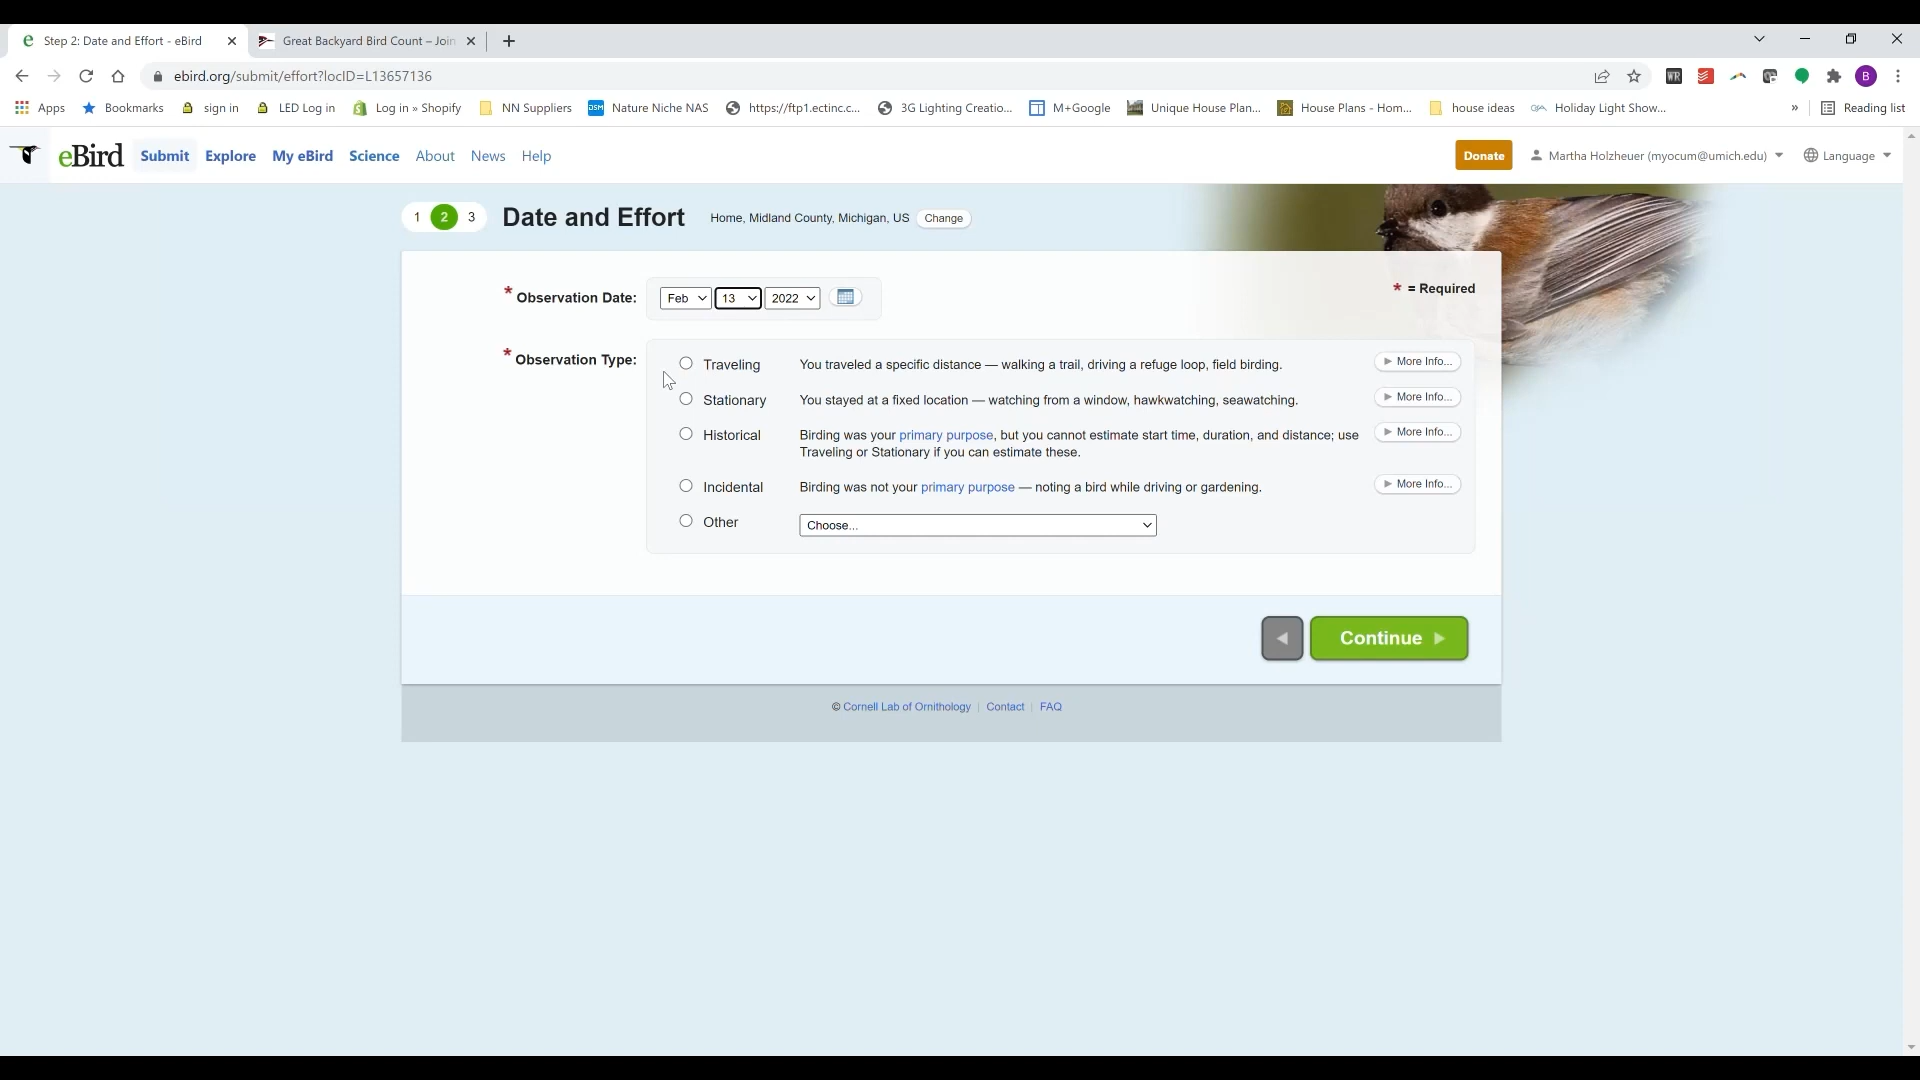 Step 2: Date and Effort - eBird
Great Backyard Bird Count – Join
ebird.org/submit/effort?locID=L13657136
B
Apps Bookmarks sign in LED Log in Log in » Shopify NN Suppliers Nature Niche NAS https://ftp1.ectinc.c... 3G Lighting Creatio... M+Google Unique House Plan... House Plans - Hom... house ideas Holiday Light Show... » Reading list
eBird Submit Explore My eBird Science About News Help Donate Martha Holzheuer (myocum@umich.edu) Language
1 2 3 Date and Effort Home, Midland County, Michigan, US Change
* Observation Date: Feb 13 2022 * = Required
* Observation Type: Traveling You traveled a specific distance — walking a trail, driving a refuge loop, field birding. More Info...
Stationary You stayed at a fixed location — watching from a window, hawkwatching, seawatching. More Info...
Historical Birding was your primary purpose, but you cannot estimate start time, duration, and distance; use More Info...
Traveling or Stationary if you can estimate these.
Incidental Birding was not your primary purpose — noting a bird while driving or gardening. More Info...
Other Choose...
Continue
© Cornell Lab of Ornithology | Contact | FAQ